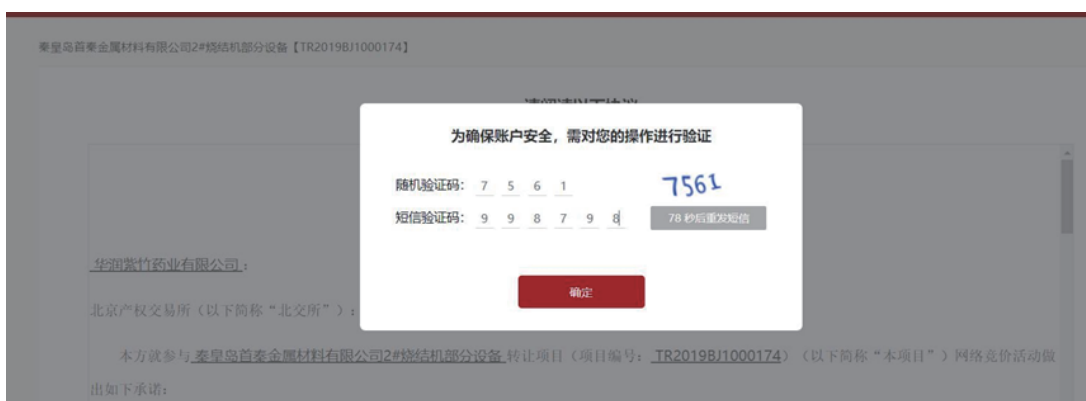 秦皇岛首秦金属材料有限公司2#烧结机部分设备【TR2019BJ1000174】
请阅读以下协议
为确保账户安全，需对您的操作进行验证
随机验证码： 7 5 6 1 7561
短信验证码： 9 9 8 7 9 8 78 秒后重发短信
确定
华润紫竹药业有限公司：
北京产权交易所（以下简称“北交所”）：
本方就参与 秦皇岛首秦金属材料有限公司2#烧结机部分设备 转让项目（项目编号： TR2019BJ1000174）（以下简称“本项目”）网络竞价活动做
出如下承诺：